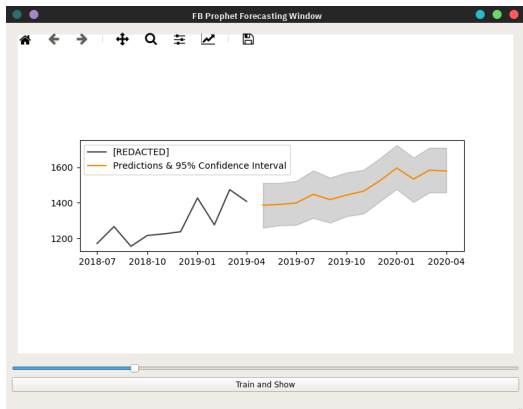 FB Prophet Forecasting Window
[REDACTED]
Predictions & 95% Confidence Interval
1600
1400
1200
2018-07 2018-10 2019-01 2019-04 2019-07 2019-10 2020-01 2020-04
Train and Show